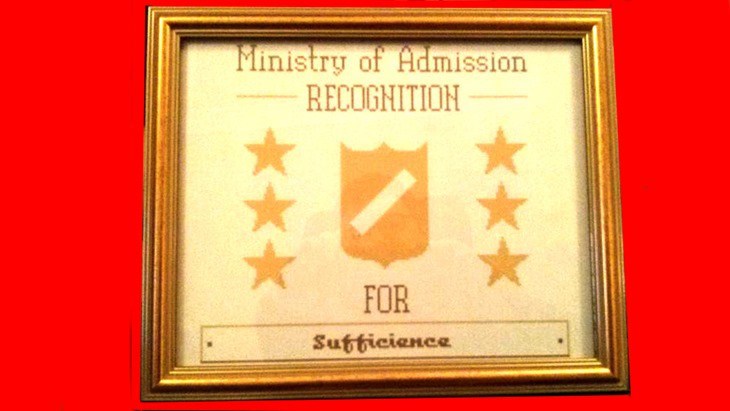 Ministry of Admission
RECOGNITION
FOR
Sufficience